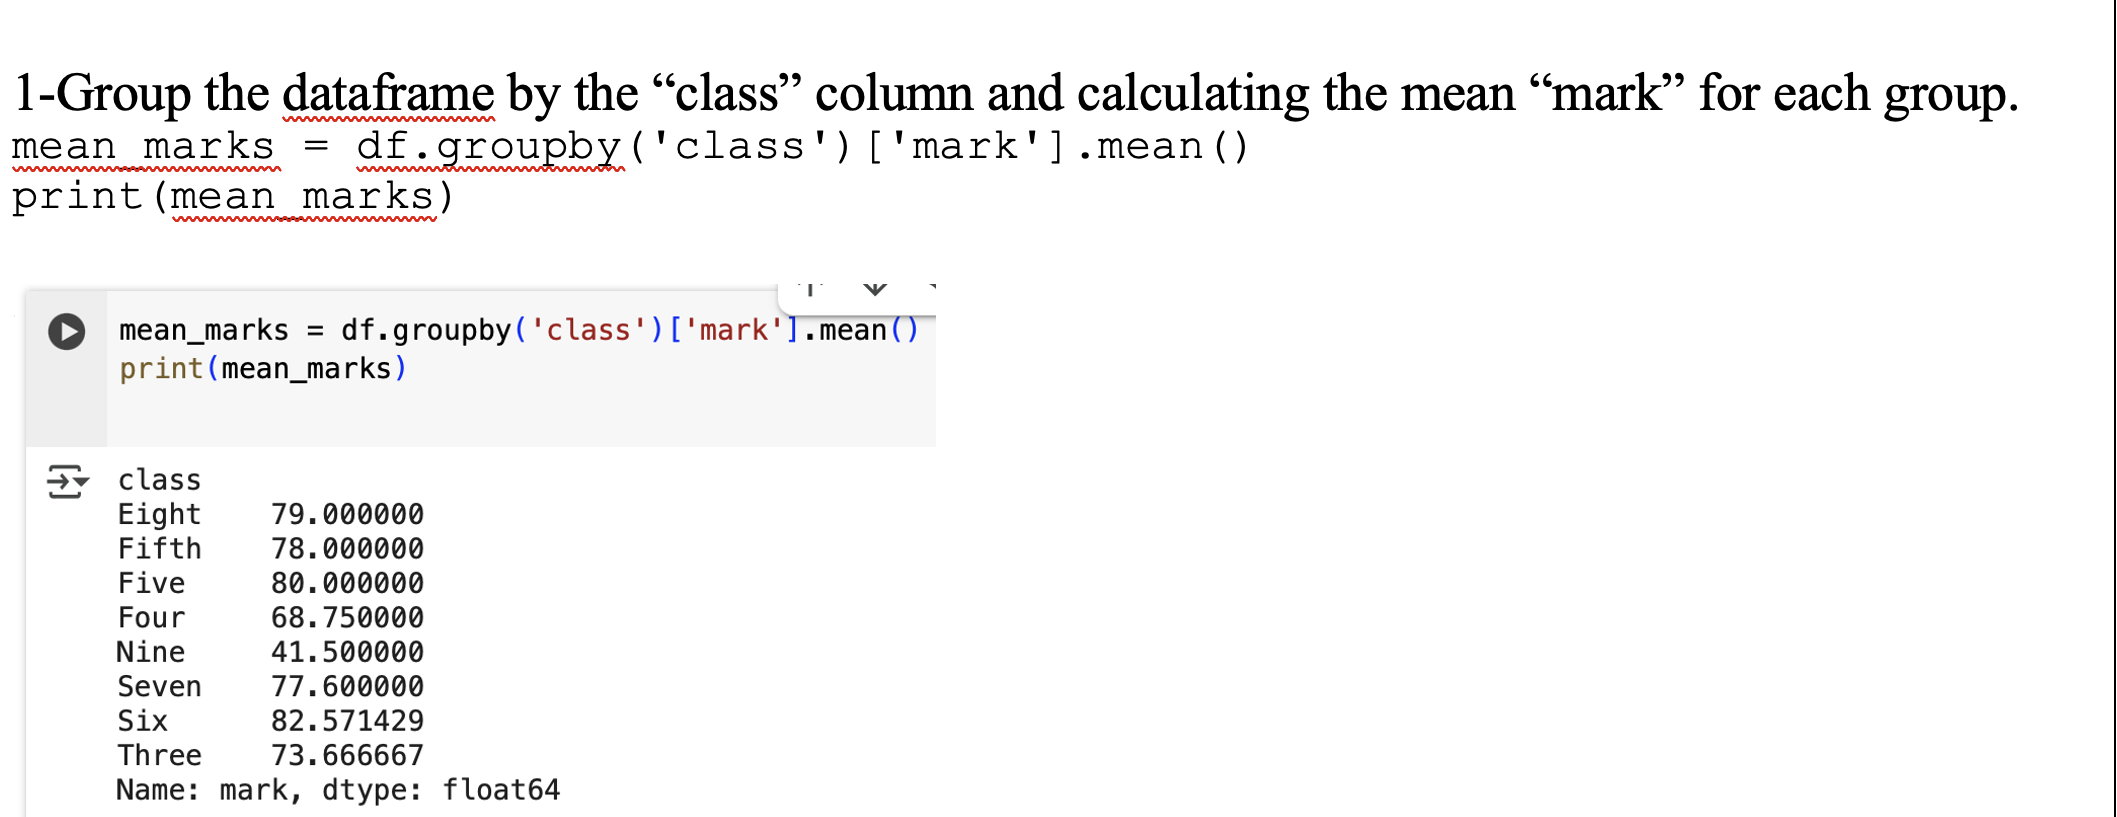 1-Group the dataframe by the “class” column and calculating the mean “mark” for each group.
mean_marks = df.groupby('class')['mark'].mean()
print(mean_marks)
mean_marks = df.groupby('class')['mark'].mean()
print(mean_marks)
class
Eight    79.000000
Fifth    78.000000
Five     80.000000
Four     68.750000
Nine     41.500000
Seven    77.600000
Six      82.571429
Three    73.666667
Name: mark, dtype: float64